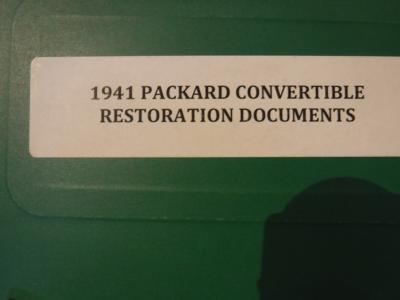 1941 PACKARD CONVERTIBLE
RESTORATION DOCUMENTS